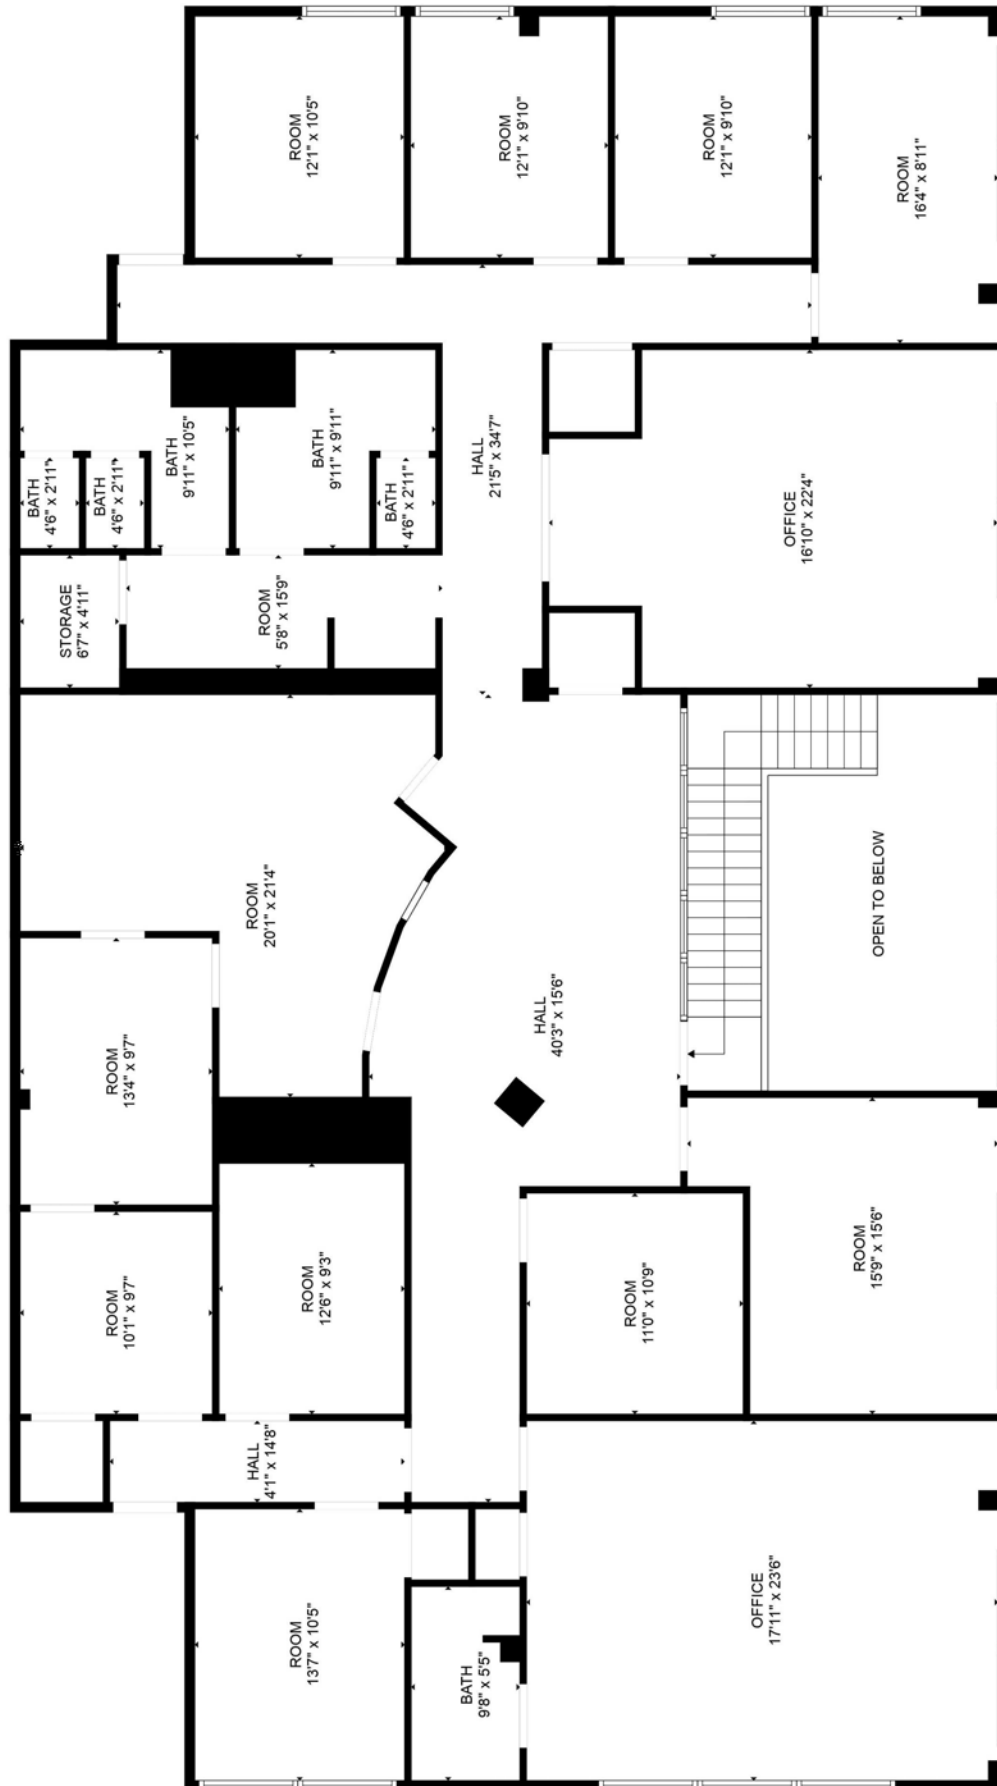 ROOM
12'1" x 10'5"
ROOM
12'1" x 9'10"
ROOM
12'1" x 9'10"
ROOM
16'4" x 8'11"
BATH
9'11" x 10'5"
BATH
9'11" x 9'11"
BATH
4'6" x 2'11"
BATH
4'6" x 2'11"
BATH
4'6" x 2'11"
HALL
21'5" x 34'7"
OFFICE
16'10" x 22'4"
STORAGE
6'7" x 4'11"
ROOM
5'8" x 15'9"
ROOM
20'1" x 21'4"
OPEN TO BELOW
HALL
40'3" x 15'6"
ROOM
13'4" x 9'7"
ROOM
10'1" x 9'7"
ROOM
12'6" x 9'3"
ROOM
11'0" x 10'9"
ROOM
15'9" x 15'6"
HALL
4'1" x 14'8"
ROOM
13'7" x 10'5"
BATH
9'8" x 5'5"
OFFICE
17'11" x 23'6"